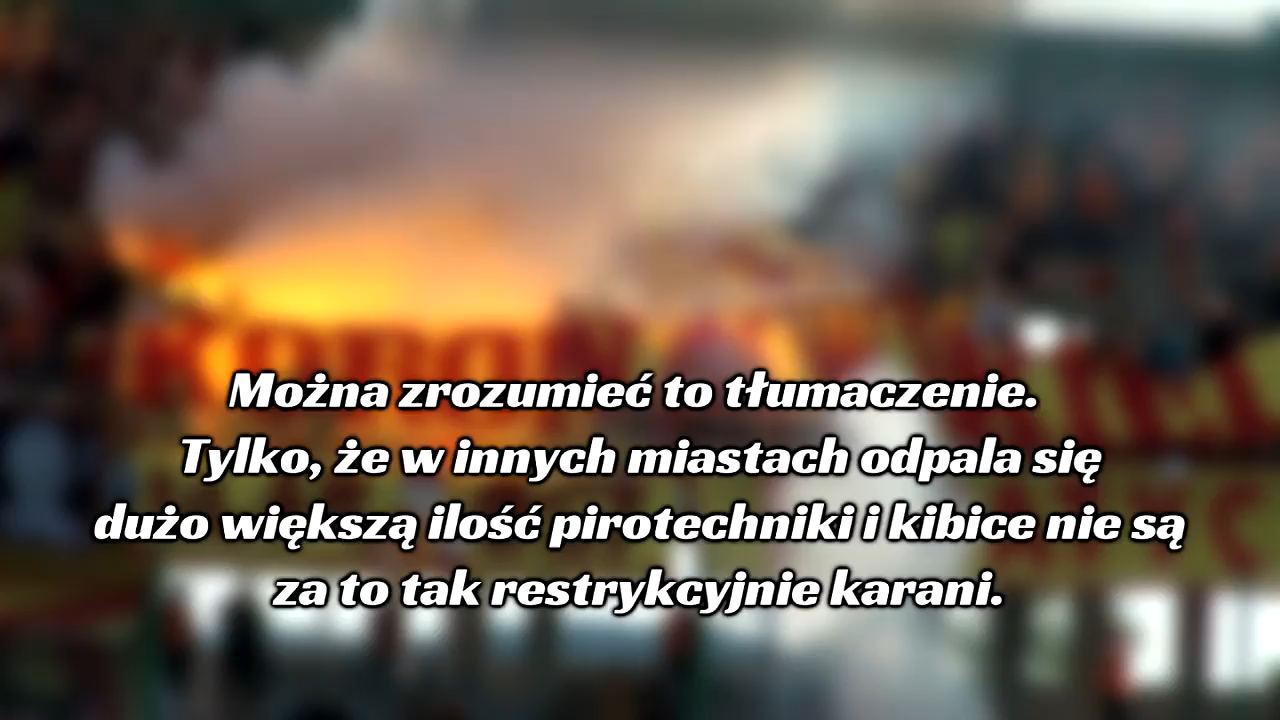 Można zrozumieć to tłumaczenie.
Tylko, że w innych miastach odpala się
dużo większą ilość pirotechniki i kibice nie są
za to tak restrykcyjnie karani.